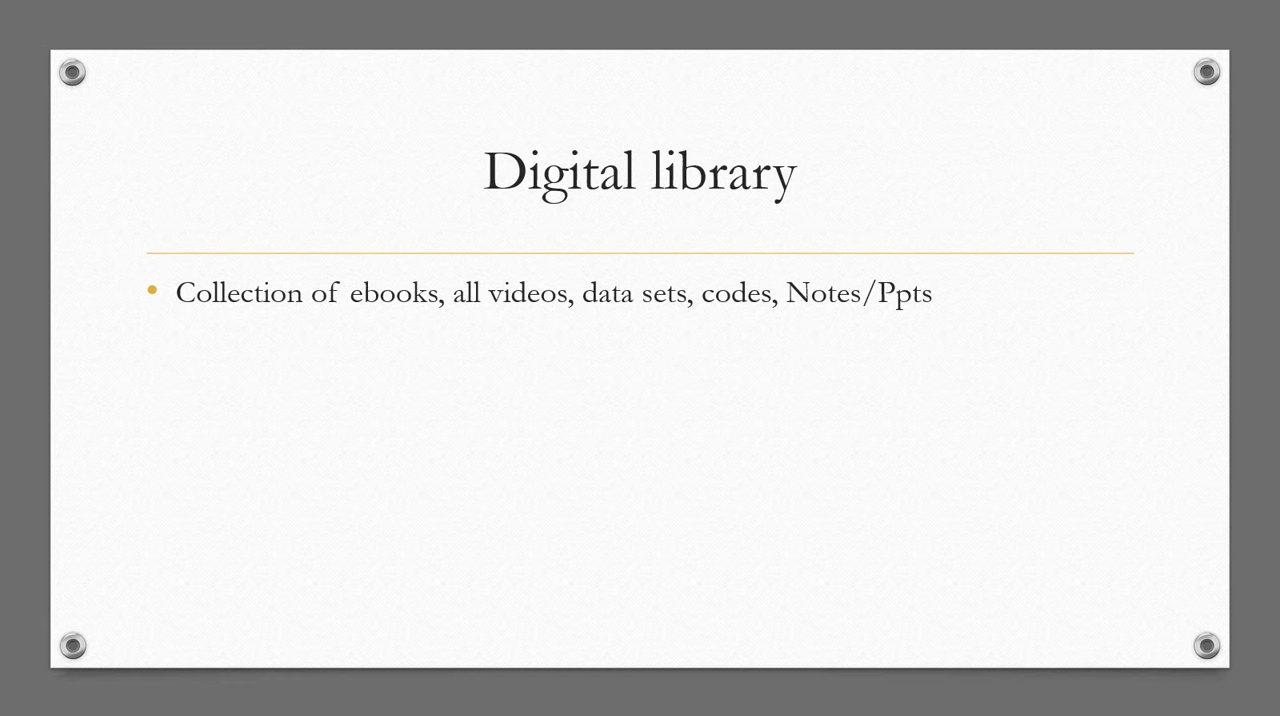 Digital library
• Collection of ebooks, all videos, data sets, codes, Notes/Ppts